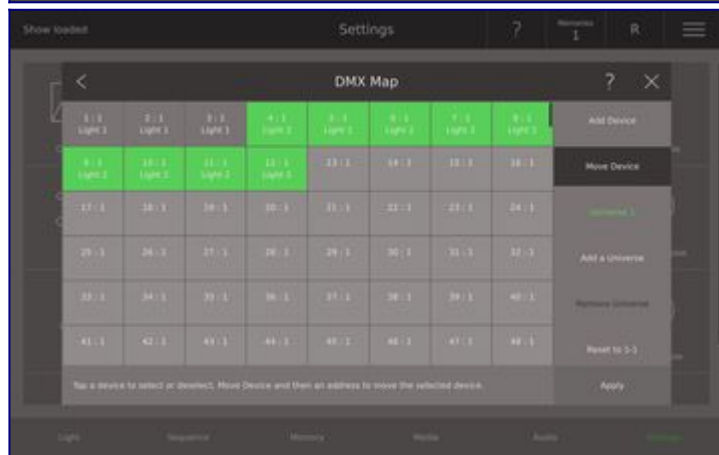 Show loaded
Settings
?
Memories
1
R
<
DMX Map
?
1 : 1
Light 1
2 : 1
Light 1
3 : 1
Light 1
4 : 1
Light 2
5 : 1
Light 2
6 : 1
Light 2
7 : 1
Light 2
8 : 1
Light 2
Add Device
9 : 1
Light 2
10 : 1
Light 2
11 : 1
Light 2
12 : 1
Light 2
13 : 1
14 : 1
15 : 1
16 : 1
Move Device
17 : 1
18 : 1
19 : 1
20 : 1
21 : 1
22 : 1
23 : 1
24 : 1
Universe 1
25 : 1
26 : 1
27 : 1
28 : 1
29 : 1
30 : 1
31 : 1
32 : 1
Add a Universe
33 : 1
34 : 1
35 : 1
36 : 1
37 : 1
38 : 1
39 : 1
40 : 1
Remove Universe
41 : 1
42 : 1
43 : 1
44 : 1
45 : 1
46 : 1
47 : 1
48 : 1
Reset to 1-1
Tap a device to select or deselect, Move Device and then an address to move the selected device.
Apply
Light
Sequence
Memory
Media
Audio
Settings